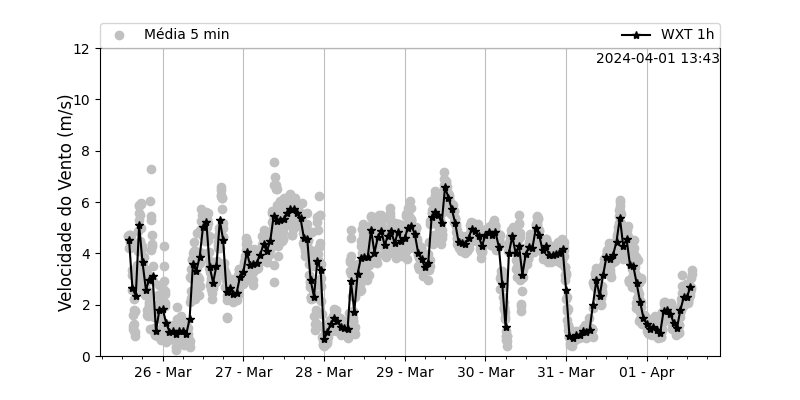 Média 5 min
WXT 1h
2024-04-01 13:43
Velocidade do Vento (m/s)
12
10
8
6
4
2
0
26 - Mar
27 - Mar
28 - Mar
29 - Mar
30 - Mar
31 - Mar
01 - Apr